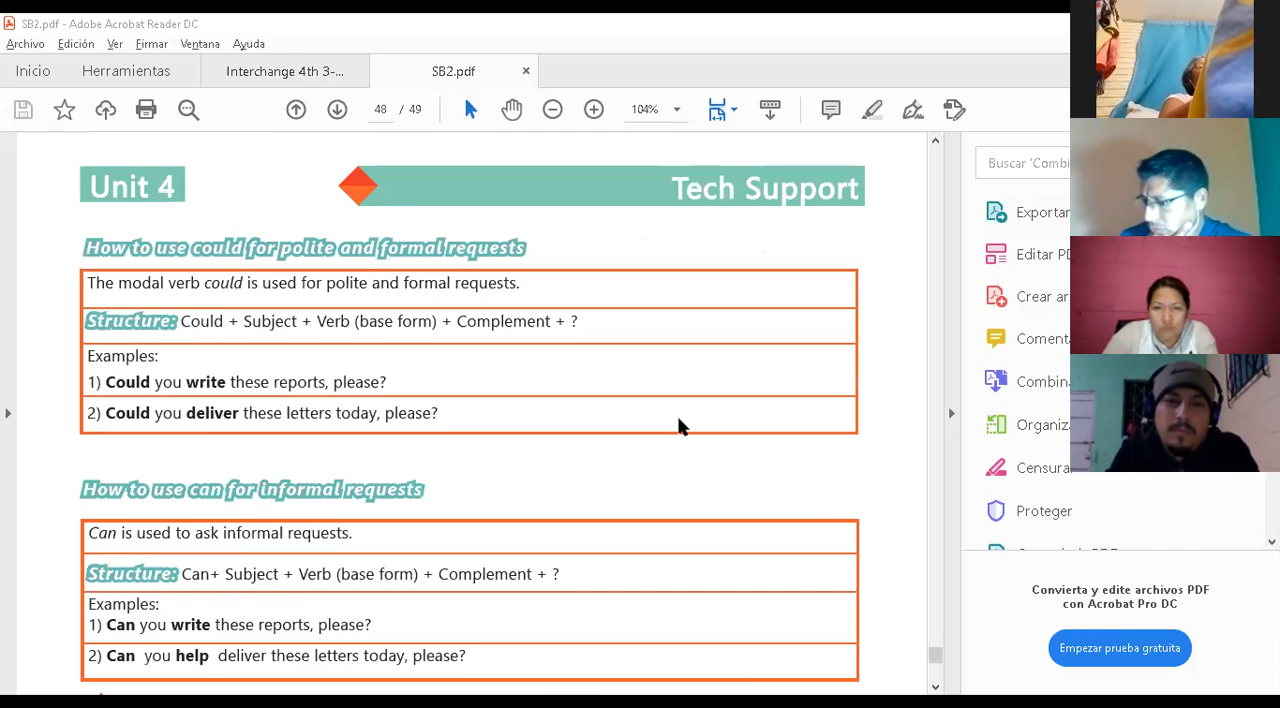 SB2.pdf - Adobe Acrobat Reader DC
Archivo Edición Ver Firmar Ventana Ayuda
Inicio Herramientas Interchange 4th 3-... SB2.pdf ×
48 / 49 104%
Buscar 'Combi
Unit 4 Tech Support
How to use could for polite and formal requests
The modal verb could is used for polite and formal requests.
Structure: Could + Subject + Verb (base form) + Complement + ?
Examples:
1) Could you write these reports, please?
2) Could you deliver these letters today, please?
How to use can for informal requests
Can is used to ask informal requests.
Structure: Can+ Subject + Verb (base form) + Complement + ?
Examples:
1) Can you write these reports, please?
2) Can you help deliver these letters today, please?
Exportar
Editar PD
Crear ar
Coment
Combin
Organiz
Censura
Proteger
Convierta y edite archivos PDF
con Acrobat Pro DC
Empezar prueba gratuita